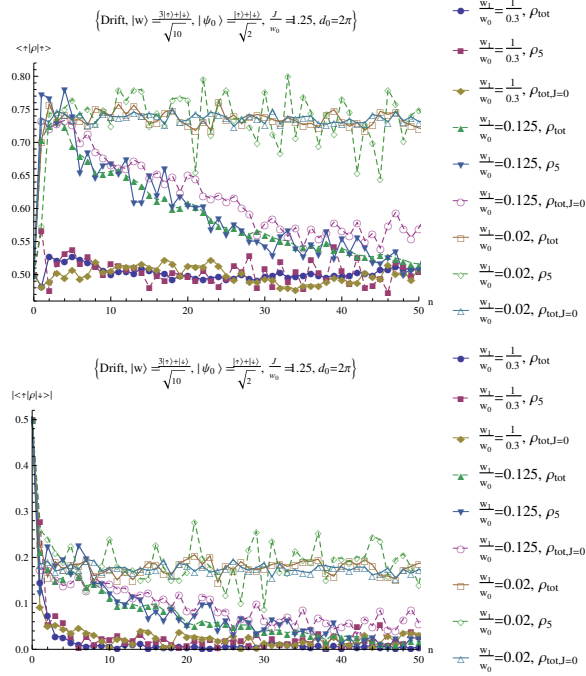 {Drift, |w⟩=3|↑⟩+|↓⟩/√10, |ψ0⟩=|↑⟩+|↓⟩/√2, J/w0=1.25, d0=2π}
<↑|ρ|↑>
0.80
0.75
0.70
0.65
0.60
0.55
0.50
0 10 20 30 40 50 n
w1/w0=1/0.3, ρtot
w1/w0=1/0.3, ρ5
w1/w0=1/0.3, ρtot,J=0
w1/w0=0.125, ρtot
w1/w0=0.125, ρ5
w1/w0=0.125, ρtot,J=0
w1/w0=0.02, ρtot
w1/w0=0.02, ρ5
w1/w0=0.02, ρtot,J=0
{Drift, |w⟩=3|↑⟩+|↓⟩/√10, |ψ0⟩=|↑⟩+|↓⟩/√2, J/w0=1.25, d0=2π}
|<↑|ρ|↓>|
0.5
0.4
0.3
0.2
0.1
0.0
0 10 20 30 40 50 n
w1/w0=1/0.3, ρtot
w1/w0=1/0.3, ρ5
w1/w0=1/0.3, ρtot,J=0
w1/w0=0.125, ρtot
w1/w0=0.125, ρ5
w1/w0=0.125, ρtot,J=0
w1/w0=0.02, ρtot
w1/w0=0.02, ρ5
w1/w0=0.02, ρtot,J=0